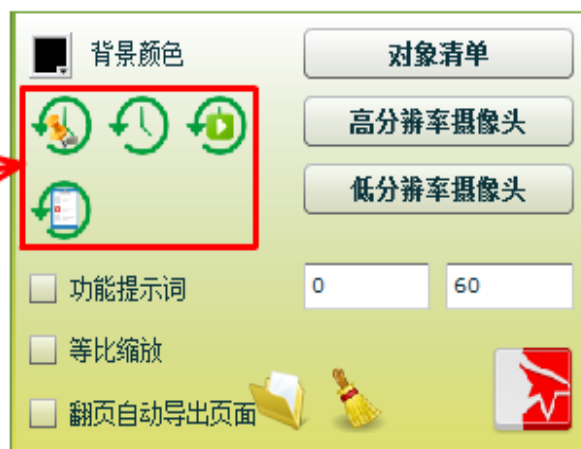 背景颜色
对象清单
高分辨率摄像头
低分辨率摄像头
功能提示词
0
60
等比缩放
翻页自动导出页面